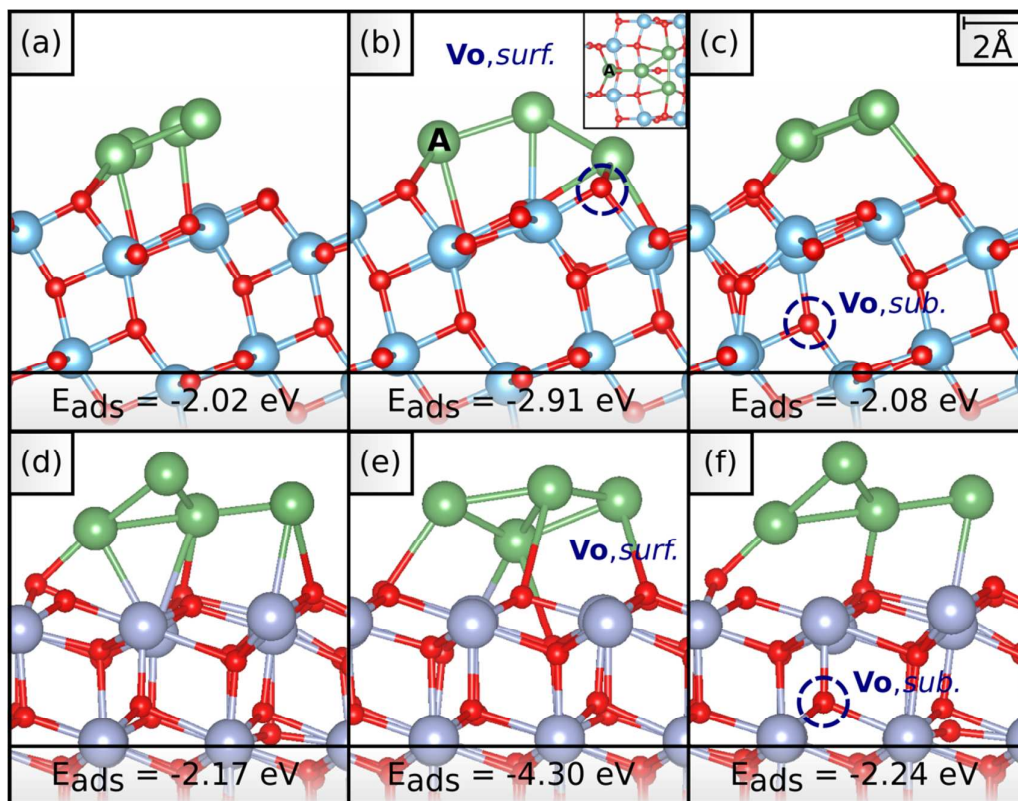 (a)
(b)
Vo,surf.
A
A
(c)
2Å
Vo,sub.
Eads = -2.02 eV
Eads = -2.91 eV
Eads = -2.08 eV
(d)
(e)
Vo,surf.
(f)
Vo,sub.
Eads = -2.17 eV
Eads = -4.30 eV
Eads = -2.24 eV